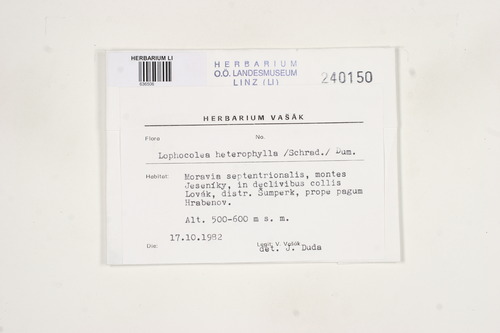 HERBARIUM LI
HERBARIUM
O.Ö. LANDESMUSEUM
LINZ (LI)
240150
HERBARIUM VAŠÁK
Flora No.
Lophocolea heterophylla /Schrad./ Dum.
Habitat: Moravia septentrionalis, montes
Jeseníky, in declivibus collis
Lovák, distr. Šumperk, prope pagum
Hrabenov.
Alt. 500-600 m s. m.
Die: 17.10.1982
Legit. V. Vašák
det. J. Duda